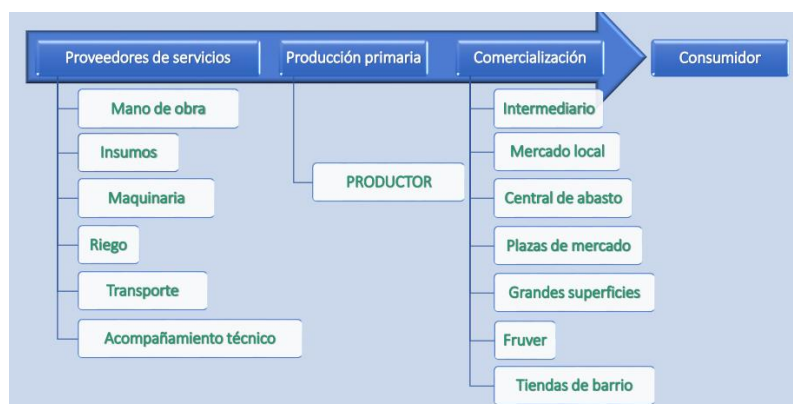 Proveedores de servicios
Producción primaria
Comercialización
Consumidor
Mano de obra
Insumos
Maquinaria
Riego
Transporte
Acompañamiento técnico
PRODUCTOR
Intermediario
Mercado local
Central de abasto
Plazas de mercado
Grandes superficies
Fruver
Tiendas de barrio